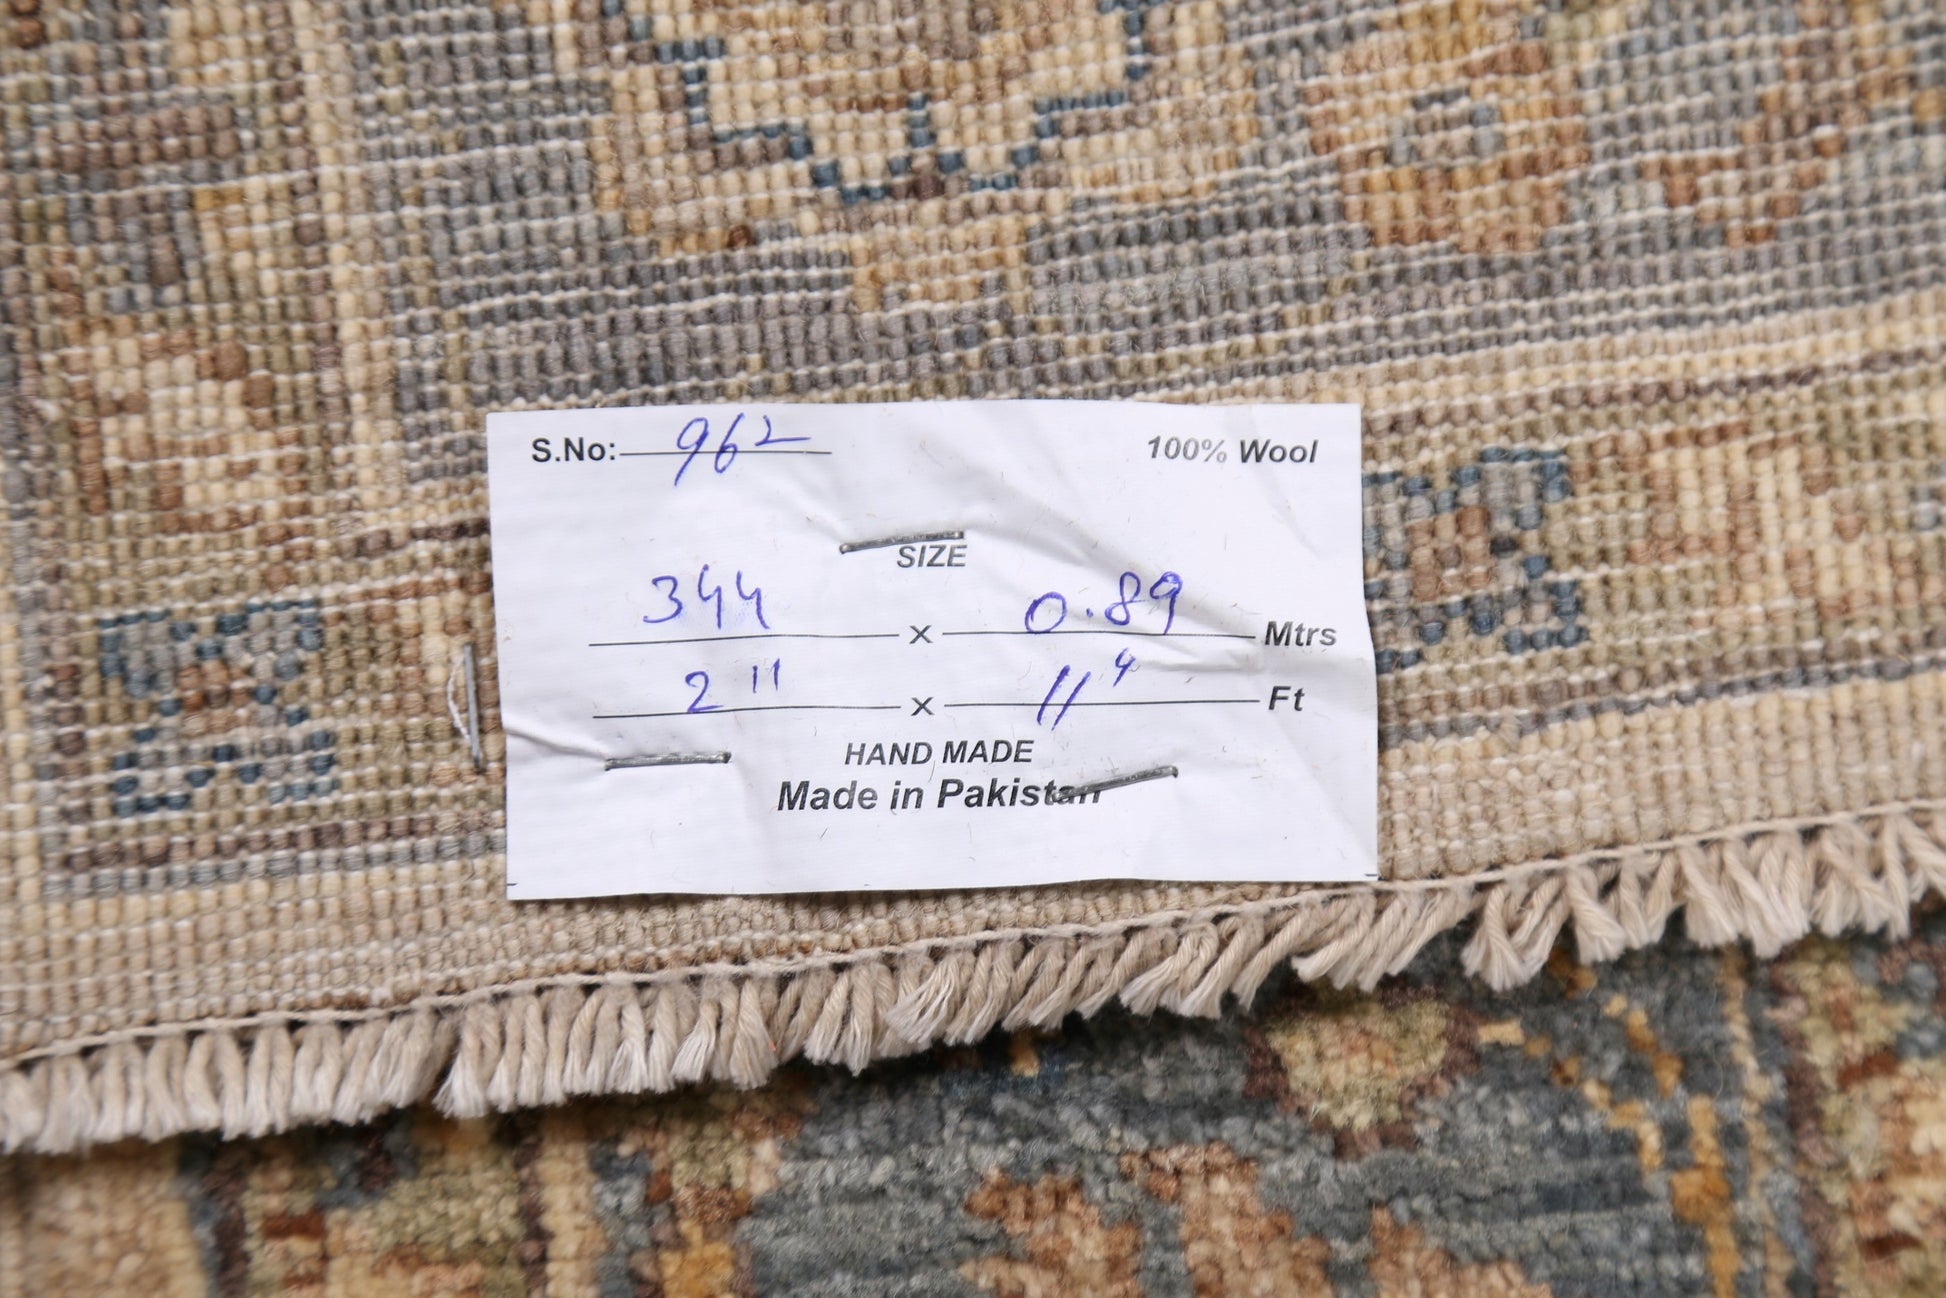 S.No: 962 100% Wool
SIZE
344 x 0.89 Mtrs
2 11 x 11 4 Ft
HAND MADE
Made in Pakistan